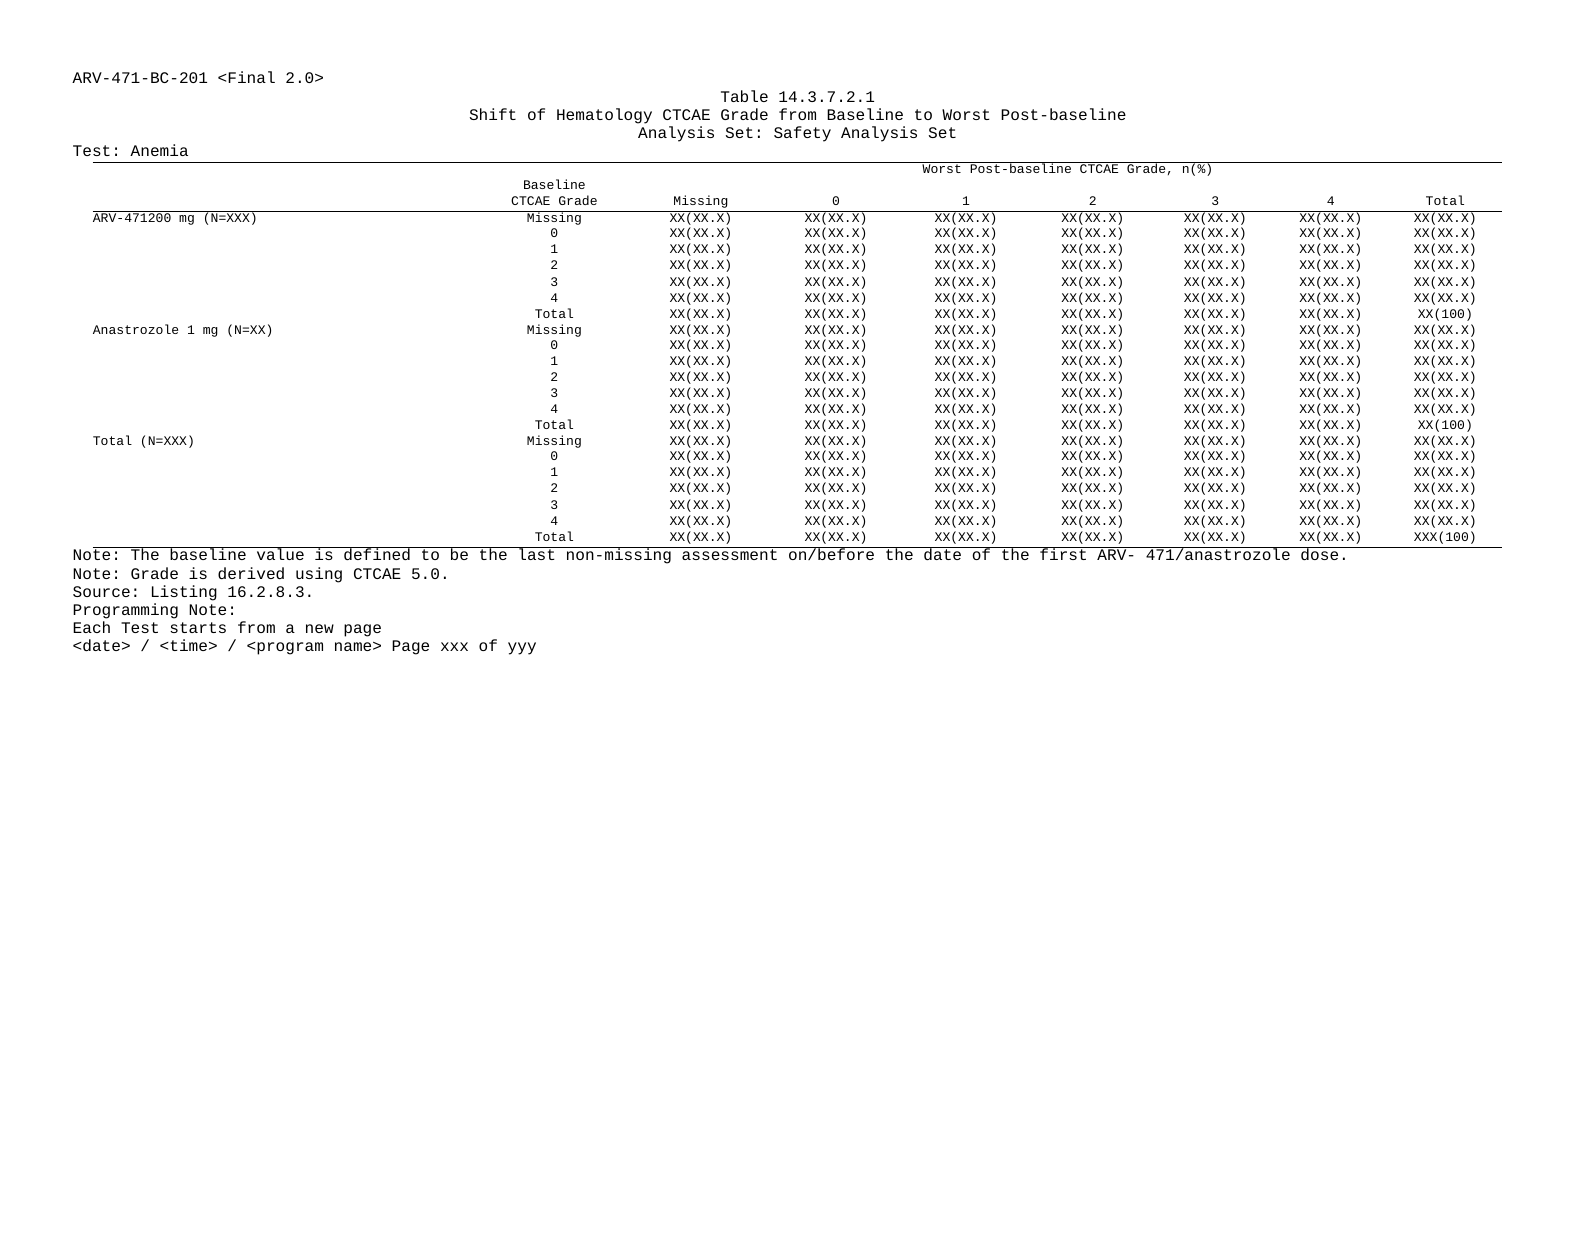 ARV-471-BC-201 <Final 2.0>
Table 14.3.7.2.1
Shift of Hematology CTCAE Grade from Baseline to Worst Post-baseline
Analysis Set: Safety Analysis Set
Test: Anemia
Worst Post-baseline CTCAE Grade, n(%)
Baseline
CTCAE Grade Missing 0 1 2 3 4 Total
ARV-471200 mg (N=XXX) Missing XX(XX.X) XX(XX.X) XX(XX.X) XX(XX.X) XX(XX.X) XX(XX.X) XX(XX.X)
0 XX(XX.X) XX(XX.X) XX(XX.X) XX(XX.X) XX(XX.X) XX(XX.X) XX(XX.X)
1 XX(XX.X) XX(XX.X) XX(XX.X) XX(XX.X) XX(XX.X) XX(XX.X) XX(XX.X)
2 XX(XX.X) XX(XX.X) XX(XX.X) XX(XX.X) XX(XX.X) XX(XX.X) XX(XX.X)
3 XX(XX.X) XX(XX.X) XX(XX.X) XX(XX.X) XX(XX.X) XX(XX.X) XX(XX.X)
4 XX(XX.X) XX(XX.X) XX(XX.X) XX(XX.X) XX(XX.X) XX(XX.X) XX(XX.X)
Total XX(XX.X) XX(XX.X) XX(XX.X) XX(XX.X) XX(XX.X) XX(XX.X) XX(100)
Anastrozole 1 mg (N=XX) Missing XX(XX.X) XX(XX.X) XX(XX.X) XX(XX.X) XX(XX.X) XX(XX.X) XX(XX.X)
0 XX(XX.X) XX(XX.X) XX(XX.X) XX(XX.X) XX(XX.X) XX(XX.X) XX(XX.X)
1 XX(XX.X) XX(XX.X) XX(XX.X) XX(XX.X) XX(XX.X) XX(XX.X) XX(XX.X)
2 XX(XX.X) XX(XX.X) XX(XX.X) XX(XX.X) XX(XX.X) XX(XX.X) XX(XX.X)
3 XX(XX.X) XX(XX.X) XX(XX.X) XX(XX.X) XX(XX.X) XX(XX.X) XX(XX.X)
4 XX(XX.X) XX(XX.X) XX(XX.X) XX(XX.X) XX(XX.X) XX(XX.X) XX(XX.X)
Total XX(XX.X) XX(XX.X) XX(XX.X) XX(XX.X) XX(XX.X) XX(XX.X) XX(100)
Total (N=XXX) Missing XX(XX.X) XX(XX.X) XX(XX.X) XX(XX.X) XX(XX.X) XX(XX.X) XX(XX.X)
0 XX(XX.X) XX(XX.X) XX(XX.X) XX(XX.X) XX(XX.X) XX(XX.X) XX(XX.X)
1 XX(XX.X) XX(XX.X) XX(XX.X) XX(XX.X) XX(XX.X) XX(XX.X) XX(XX.X)
2 XX(XX.X) XX(XX.X) XX(XX.X) XX(XX.X) XX(XX.X) XX(XX.X) XX(XX.X)
3 XX(XX.X) XX(XX.X) XX(XX.X) XX(XX.X) XX(XX.X) XX(XX.X) XX(XX.X)
4 XX(XX.X) XX(XX.X) XX(XX.X) XX(XX.X) XX(XX.X) XX(XX.X) XX(XX.X)
Total XX(XX.X) XX(XX.X) XX(XX.X) XX(XX.X) XX(XX.X) XX(XX.X) XXX(100)
Note: The baseline value is defined to be the last non-missing assessment on/before the date of the first ARV- 471/anastrozole dose.
Note: Grade is derived using CTCAE 5.0.
Source: Listing 16.2.8.3.
Programming Note:
Each Test starts from a new page
<date> / <time> / <program name> Page xxx of yyy